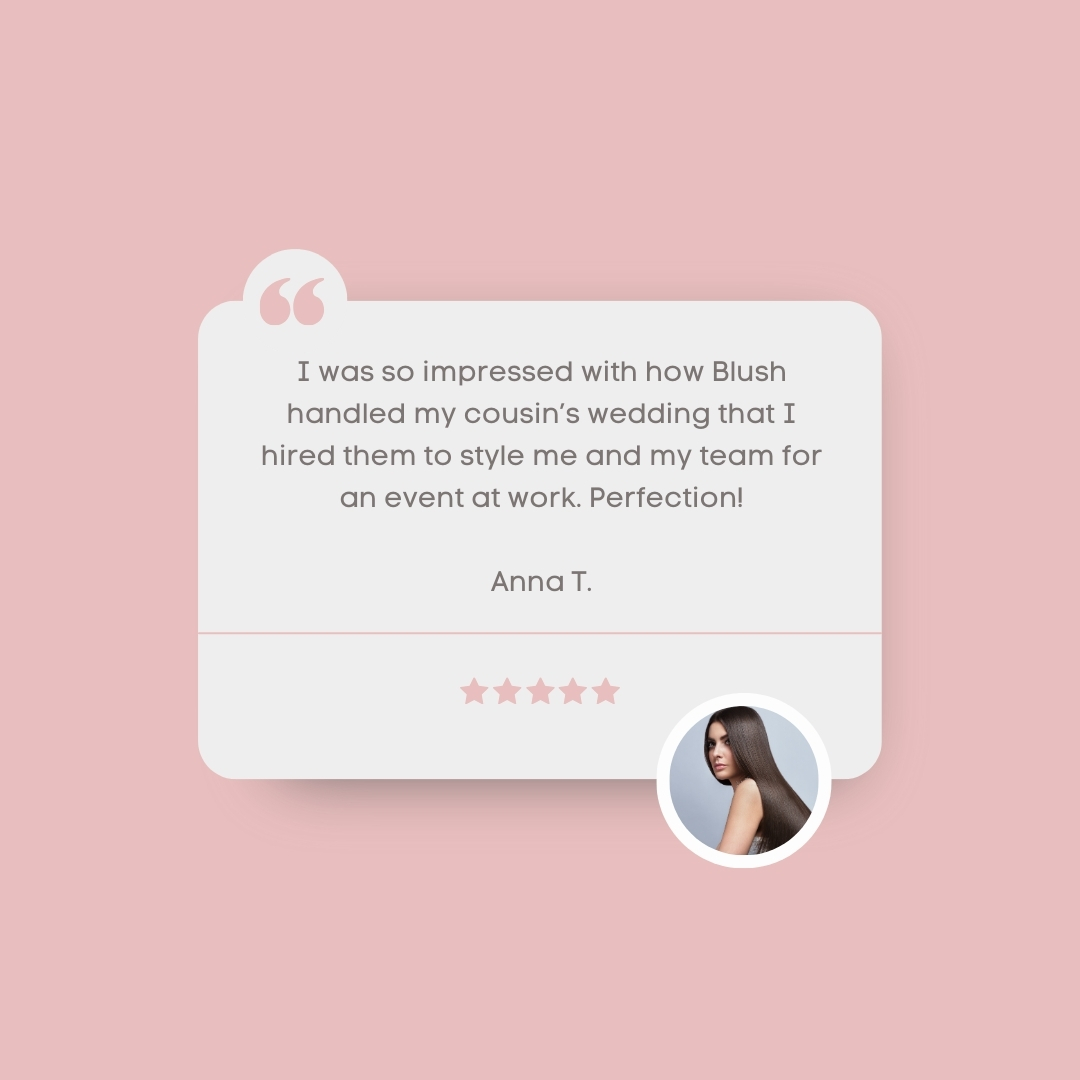 I was so impressed with how Blush
handled my cousin’s wedding that I
hired them to style me and my team for
an event at work. Perfection!
Anna T.